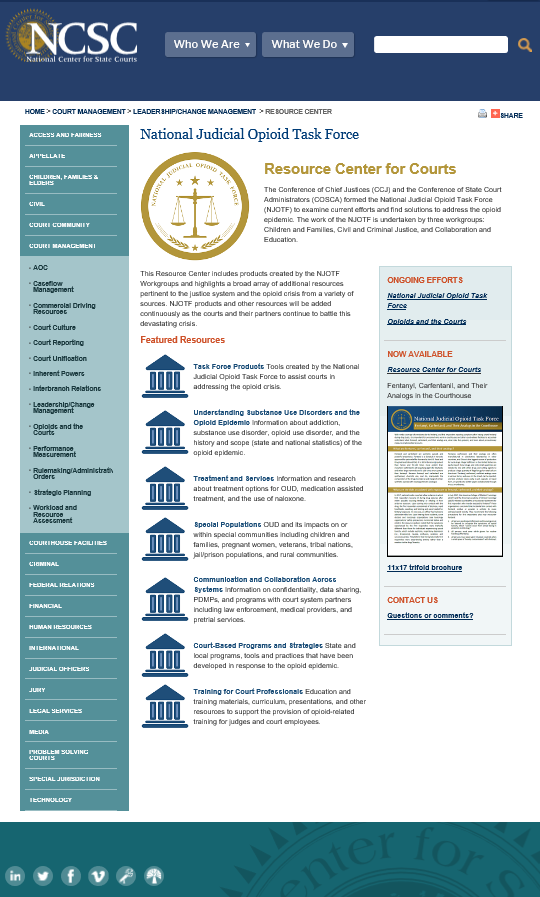 NCSC
National Center for State Courts
Who We Are
What We Do
HOME > COURT MANAGEMENT > LEADERSHIP/CHANGE MANAGEMENT > RESOURCE CENTER
SHARE
ACCESS AND FAIRNESS
APPELLATE
CHILDREN, FAMILIES &
ELDERS
CIVIL
COURT COMMUNITY
COURT MANAGEMENT
AOC
Caseflow
Management
Commercial Driving
Resources
Court Culture
Court Reporting
Court Unification
Inherent Powers
Interbranch Relations
Leadership/Change
Management
Opioids and the
Courts
Performance
Measurement
Rulemaking/Administrath
Orders
Strategic Planning
Workload and
Resource
Assessment
COURTHOUSE FACILITIES
CRIMINAL
FEDERAL RELATIONS
FINANCIAL
HUMAN RESOURCES
INTERNATIONAL
JUDICIAL OFFICERS
JURY
LEGAL SERVICES
MEDIA
PROBLEM SOLVING
COURTS
SPECIAL JURISDICTION
TECHNOLOGY
National Judicial Opioid Task Force
NATIONAL JUDICIAL OPIOID TASK FORCE
Resource Center for Courts
The Conference of Chief Justices (CCJ) and the Conference of State Court
Administrators (COSCA) formed the National Judicial Opioid Task Force
(NJOTF) to examine current efforts and find solutions to address the opioid
epidemic. The work of the NJOTF is undertaken by three workgroups:
Children and Families, Civil and Criminal Justice, and Collaboration and
Education.
This Resource Center includes products created by the NJOTF
Workgroups and highlights a broad array of additional resources
pertinent to the justice system and the opioid crisis from a variety of
sources. NJOTF products and other resources will be added
continuously as the courts and their partners continue to battle this
devastating crisis.
Featured Resources
Task Force Products Tools created by the National
Judicial Opioid Task Force to assist courts in
addressing the opioid crisis.
Understanding Substance Use Disorders and the
Opioid Epidemic Information about addiction,
substance use disorder, opioid use disorder, and the
history and scope (state and national statistics) of the
opioid epidemic.
Treatment and Services Information and research
about treatment options for OUD, medication assisted
treatment, and the use of naloxone.
Special Populations OUD and its impacts on or
within special communities including children and
families, pregnant women, veterans, tribal nations,
jail/prison populations, and rural communities.
Communication and Collaboration Across
Systems Information on confidentiality, data sharing,
PDMPs, and programs with court system partners
including law enforcement, medical providers, and
pretrial services.
Court-Based Programs and Strategies State and
local programs, tools and practices that have been
developed in response to the opioid epidemic.
Training for Court Professionals Education and
training materials, curriculum, presentations, and other
resources to support the provision of opioid-related
training for judges and court employees.
ONGOING EFFORTS
National Judicial Opioid Task
Force
Opioids and the Courts
NOW AVAILABLE
Resource Center for Courts
Fentanyl, Carfentanil, and Their
Analogs in the Courthouse
National Judicial Opioid Task Force
11x17 trifold brochure
CONTACT US
Questions or comments?
enter for S